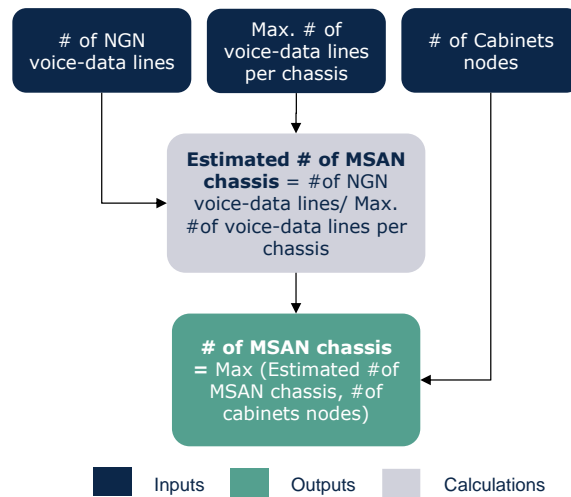 # of NGN
voice-data lines
Max. # of
voice-data lines
per chassis
# of Cabinets
nodes
Estimated # of MSAN
chassis = #of NGN
voice-data lines/ Max.
#of voice-data lines per
chassis
# of MSAN chassis
= Max (Estimated #of
MSAN chassis, #of
cabinets nodes)
Inputs
Outputs
Calculations